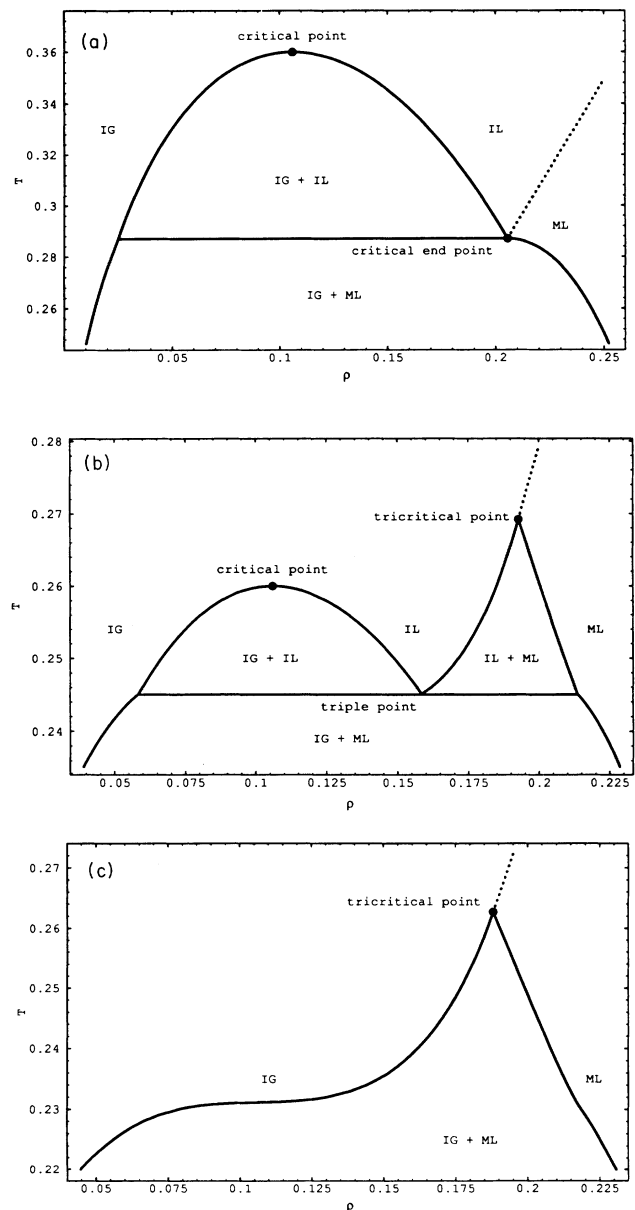 (a)
critical point
0.36
0.34
IG
IL
0.32
T
IG + IL
0.3
ML
critical end point
0.28
IG + ML
0.26
0.05 0.1 0.15 0.2 0.25
ρ
0.28
(b)
0.27
tricritical point
critical point
0.26
T
IG
IL
ML
0.25
IG + IL
IL + ML
triple point
0.24
IG + ML
0.05 0.075 0.1 0.125 0.15 0.175 0.2 0.225
ρ
0.27
(c)
tricritical point
0.26
0.25
T
0.24
IG
ML
0.23
IG + ML
0.22
0.05 0.075 0.1 0.125 0.15 0.175 0.2 0.225
ρ